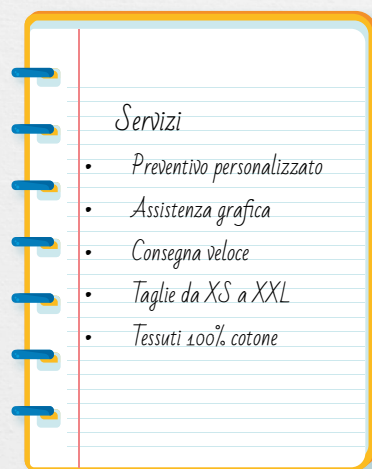 Servizi
• Preventivo personalizzato
• Assistenza grafica
• Consegna veloce
• Taglie da XS a XXL
• Tessuti 100% cotone